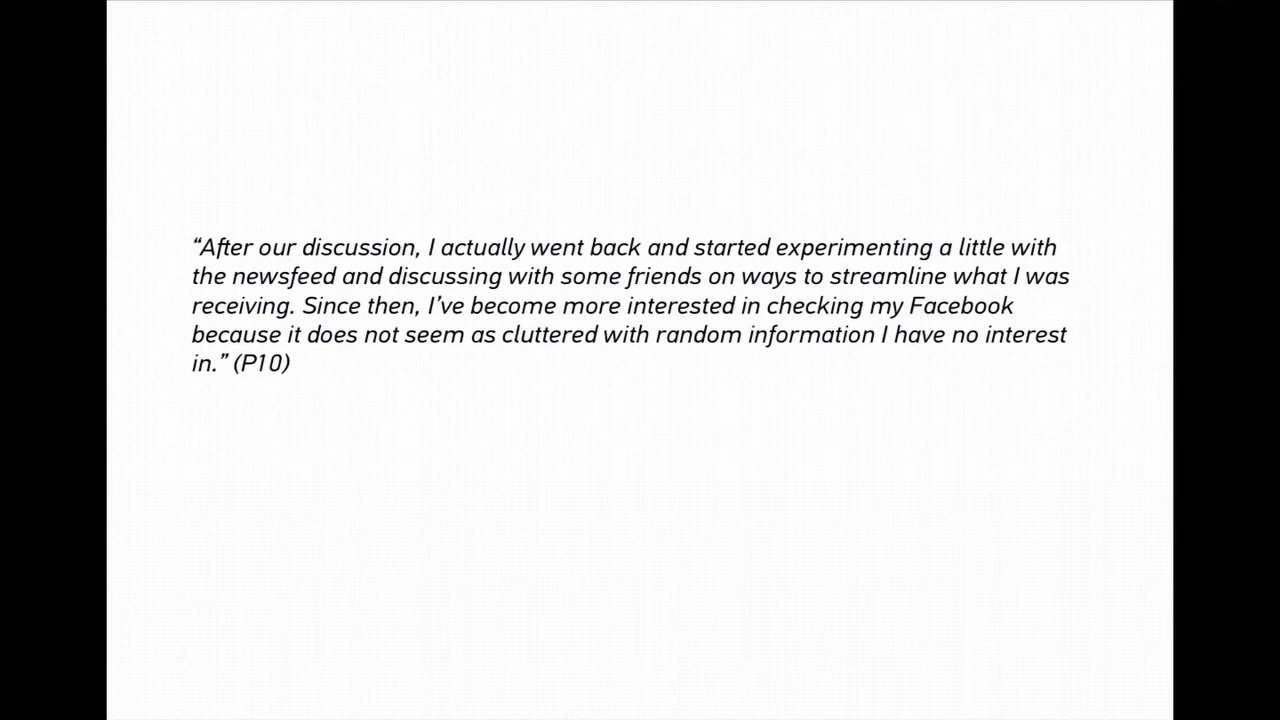 “After our discussion, I actually went back and started experimenting a little with
the newsfeed and discussing with some friends on ways to streamline what I was
receiving. Since then, I’ve become more interested in checking my Facebook
because it does not seem as cluttered with random information I have no interest
in.” (P10)